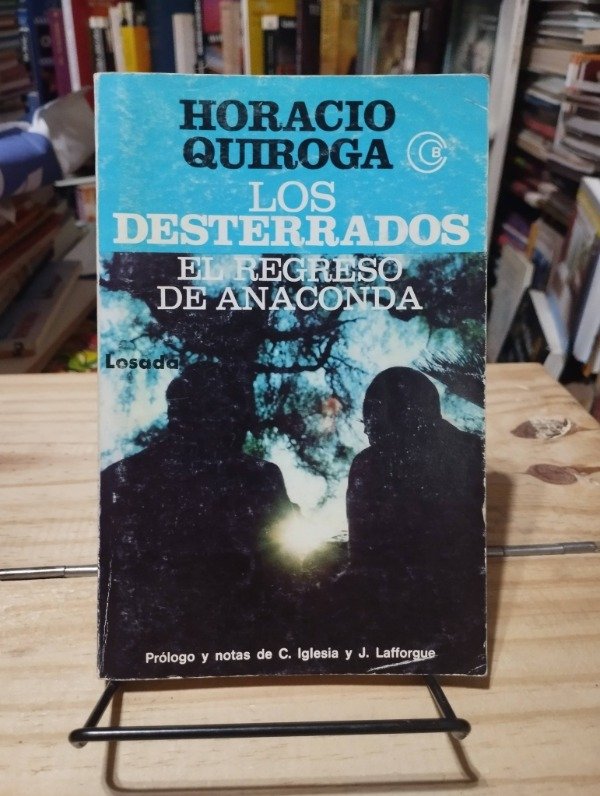 HORACIO
QUIROGA
B
LOS
DESTERRADOS
EL REGRESO
DE ANACONDA
Losada
Prólogo y notas de C. Iglesia y J. Lafforgue